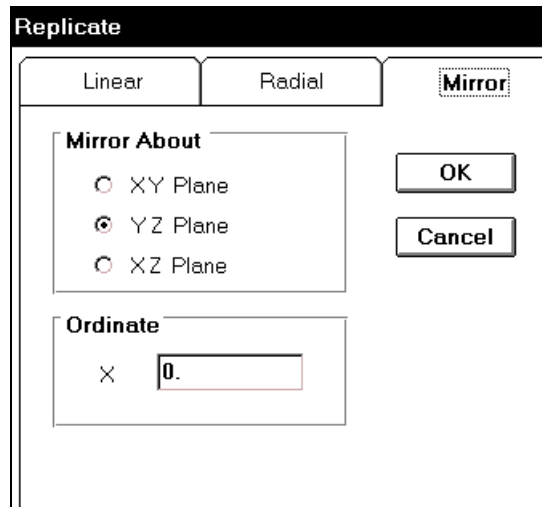 Replicate
Linear Radial Mirror
Mirror About
XY Plane
YZ Plane
XZ Plane
OK
Cancel
Ordinate
X 0.